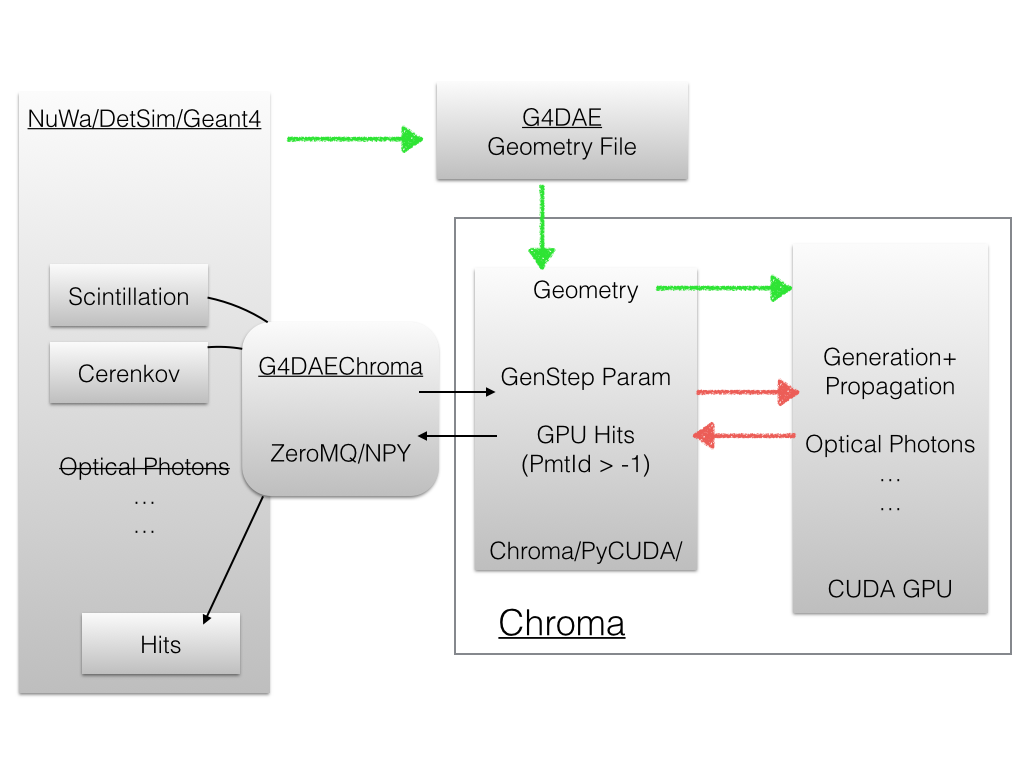 NuWa/DetSim/Geant4
G4DAE
Geometry File
Scintillation
Cerenkov
Optical Photons
...
...
Hits
G4DAEChroma
ZeroMQ/NPY
Geometry
GenStep Param
GPU Hits
(PmtId > -1)
Chroma/PyCUDA/
Generation+
Propagation
Optical Photons
...
...
CUDA GPU
Chroma